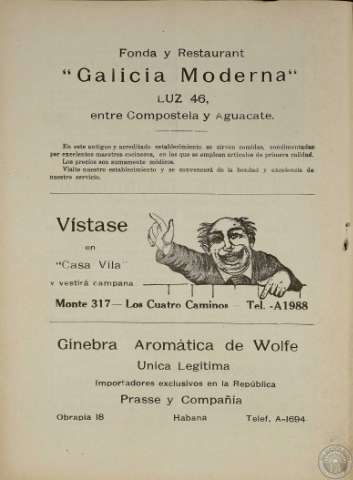 Fonda y Restaurant
"Galicia Moderna"
LUZ 46,
entre Compostela y Aguacate.
En este antiguo y acreditado establecimiento se sirven comidas, condimentadas
por exelentes maestros cocineros, en los que se emplean artículos de primera calidad.
Los precios son sumamente módicos.
Visite nuestro establecimiento y se convencerá de la bondad y excelencia de
nuestro servicio.
Vístase
en
"Casa Vila"
y vestirá campana
Monte 317 — Los Cuatro Caminos — Tel. -A1988
Ginebra Aromática de Wolfe
Unica Legítima
Importadores exclusivos en la República
Prasse y Compañía
Obrapía 18 Habana Telef. A-1694